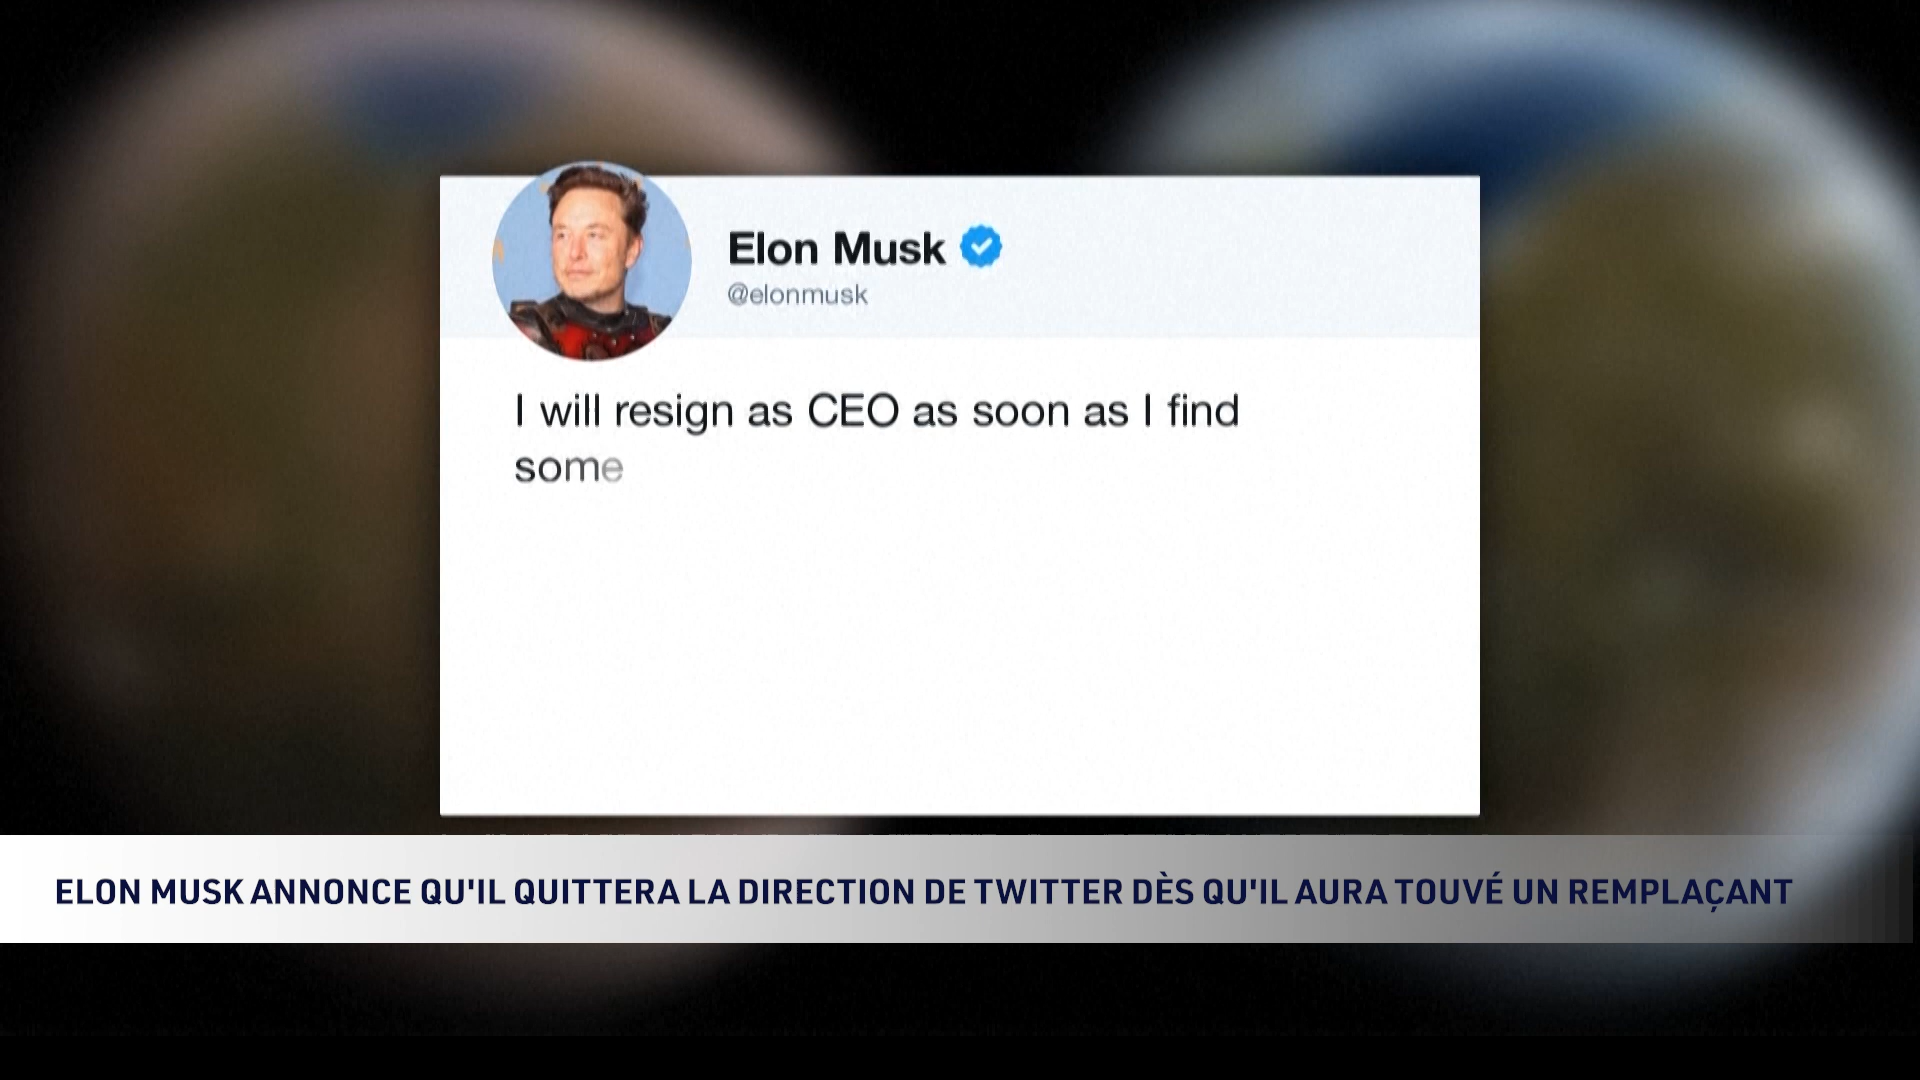 Elon Musk
@elonmusk
I will resign as CEO as soon as I find
some
ELON MUSK ANNONCE QU'IL QUITTERA LA DIRECTION DE TWITTER DÈS QU'IL AURA TOUVÉ UN REMPLAÇANT